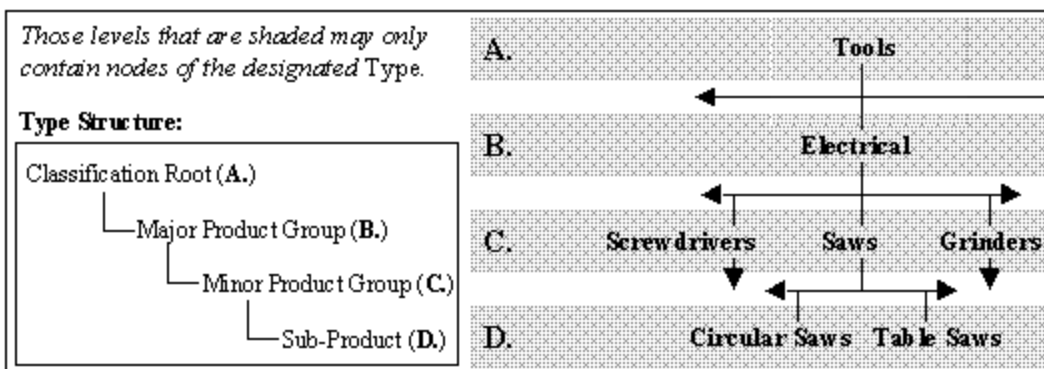 Those levels that are shaded may only
contain nodes of the designated Type.
Type Structure:
Classification Root (A.)
Major Product Group (B.)
Minor Product Group (C.)
Sub-Product (D.)
A.
Tools
B.
Electrical
C.
Screwdrivers Saws Grinders
D.
Circular Saws Table Saws